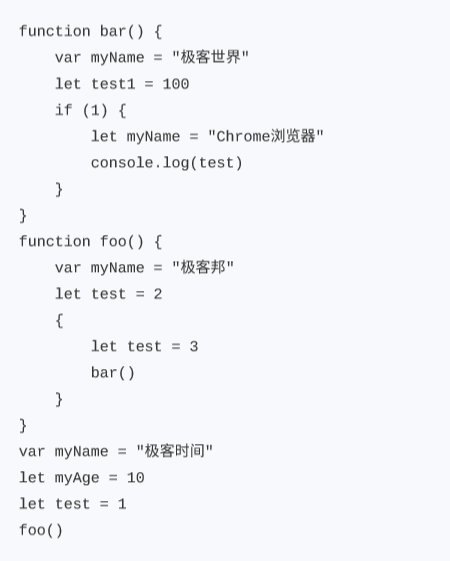 function bar() {
    var myName = "极客世界"
    let test1 = 100
    if (1) {
        let myName = "Chrome浏览器"
        console.log(test)
    }
}
function foo() {
    var myName = "极客邦"
    let test = 2
    {
        let test = 3
        bar()
    }
}
var myName = "极客时间"
let myAge = 10
let test = 1
foo()